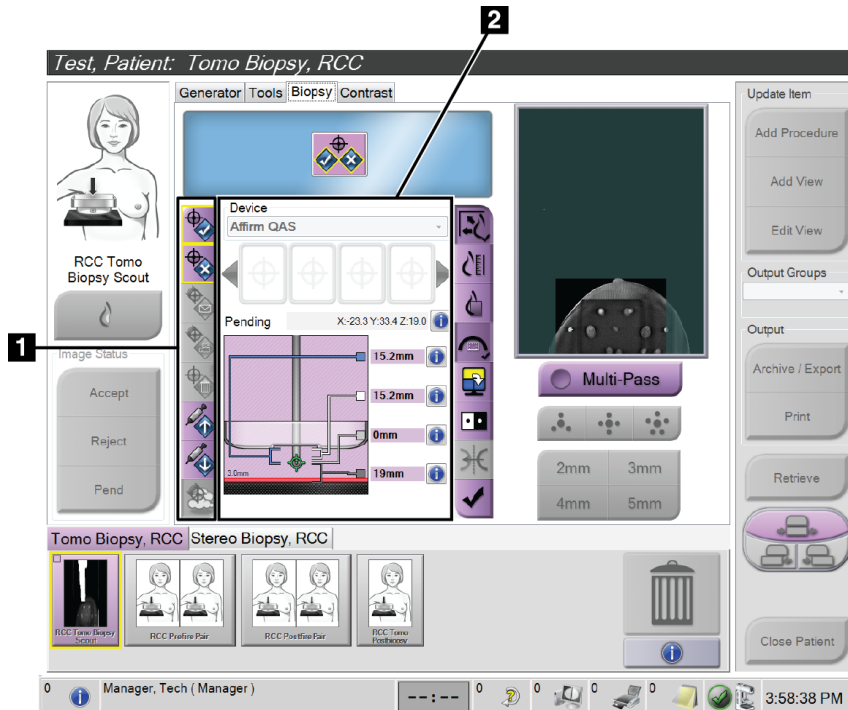 2
Test, Patient: Tomo Biopsy, RCC
Generator Tools Biopsy Contrast
RCC Tomo
Biopsy Scout
Image Status
Accept
Reject
Pend
1
Device
Affirm QAS
Pending X:-23.3 Y:33.4 Z:19.0
15.2mm
15.2mm
0mm
3.0mm 19mm
Multi-Pass
2mm 3mm
4mm 5mm
Update Item
Add Procedure
Add View
Edit View
Output Groups
Output
Archive / Export
Print
Retrieve
Close Patient
Tomo Biopsy, RCC Stereo Biopsy, RCC
RCC Tomo Biopsy
Scout
RCC Prefire Pair
RCC Postfire Pair
RCC Tomo
Postbiopsy
0 Manager, Tech ( Manager ) --:-- 0 0 0 0 3:58:38 PM